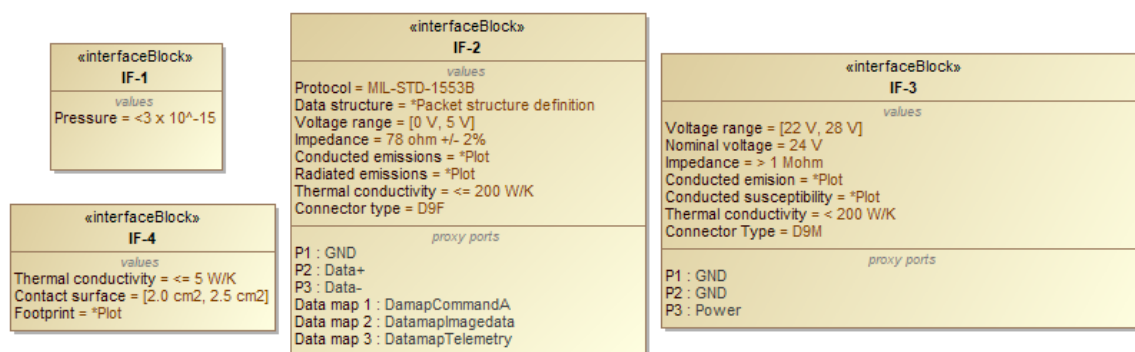 «interfaceBlock»
IF-1
values
Pressure = <3 x 10^-15
«interfaceBlock»
IF-4
values
Thermal conductivity = <= 5 W/K
Contact surface = [2.0 cm2, 2.5 cm2]
Footprint = *Plot
«interfaceBlock»
IF-2
values
Protocol = MIL-STD-1553B
Data structure = *Packet structure definition
Voltage range = [0 V, 5 V]
Impedance = 78 ohm +/- 2%
Conducted emissions = *Plot
Radiated emissions = *Plot
Thermal conductivity = <= 200 W/K
Connector type = D9F
proxy ports
P1 : GND
P2 : Data+
P3 : Data-
Data map 1 : DamapCommandA
Data map 2 : DatamapImagedata
Data map 3 : DatamapTelemetry
«interfaceBlock»
IF-3
values
Voltage range = [22 V, 28 V]
Nominal voltage = 24 V
Impedance = > 1 Mohm
Conducted emision = *Plot
Conducted susceptibility = *Plot
Thermal conductivity = < 200 W/K
Connector Type = D9M
proxy ports
P1 : GND
P2 : GND
P3 : Power